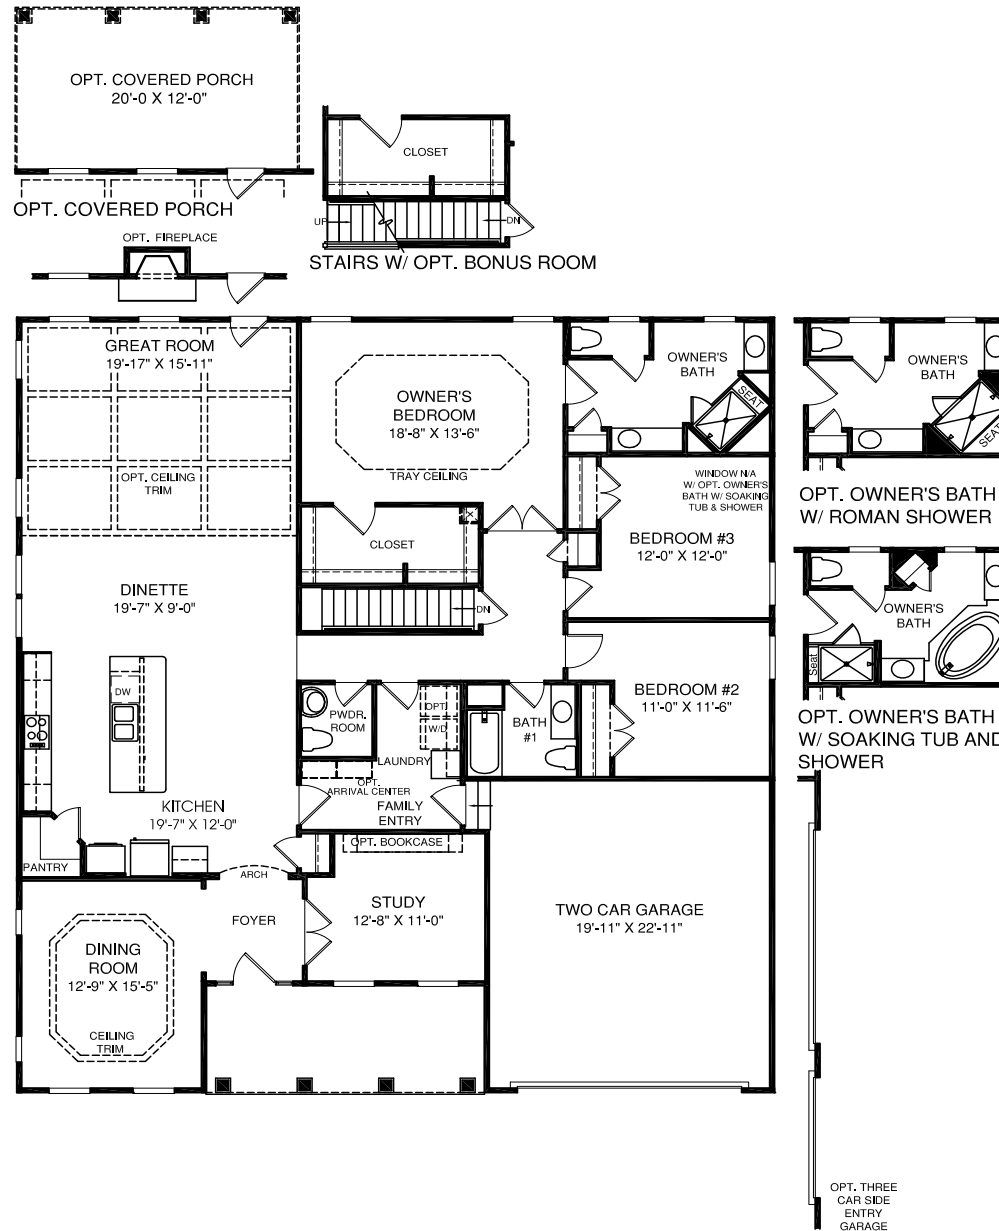 OPT. COVERED PORCH
20'-0 X 12'-0"
OPT. COVERED PORCH
CLOSET
UP
DN
STAIRS W/ OPT. BONUS ROOM
OPT. FIREPLACE
GREAT ROOM
19'-17" X 15'-11"
OPT. CEILING
TRIM
OWNER'S
BEDROOM
18'-8" X 13'-6"
TRAY CEILING
OWNER'S
BATH
SEAT
CLOSET
DN
WINDOW N/A
W/ OPT. OWNER'S
BATH W/ SOAKING
TUB & SHOWER
BEDROOM #3
12'-0" X 12'-0"
DINETTE
19'-7" X 9'-0"
BEDROOM #2
11'-0" X 11'-6"
DW
PWDR.
ROOM
OPT.
W/D
LAUNDRY
BATH
#1
OPT.
ARRIVAL CENTER
FAMILY
ENTRY
KITCHEN
19'-7" X 12'-0"
PANTRY
ARCH
OPT. BOOKCASE
FOYER
STUDY
12'-8" X 11'-0"
TWO CAR GARAGE
19'-11" X 22'-11"
DINING
ROOM
12'-9" X 15'-5"
CEILING
TRIM
OWNER'S
BATH
SEAT
OPT. OWNER'S BATH
W/ ROMAN SHOWER
OWNER'S
BATH
Seat
OPT. OWNER'S BATH
W/ SOAKING TUB AND
SHOWER
OPT. THREE
CAR SIDE
ENTRY
GARAGE